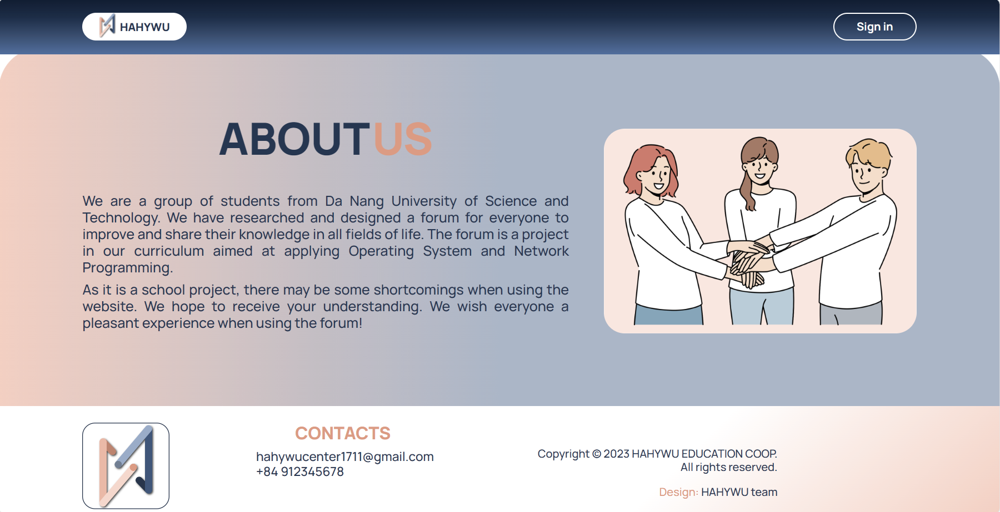 HAHYWU
Sign in
ABOUT US
We are a group of students from Da Nang University of Science and
Technology. We have researched and designed a forum for everyone to
improve and share their knowledge in all fields of life. The forum is a project
in our curriculum aimed at applying Operating System and Network
Programming.
As it is a school project, there may be some shortcomings when using the
website. We hope to receive your understanding. We wish everyone a
pleasant experience when using the forum!
CONTACTS
hahywucenter1711@gmail.com
+84 912345678
Copyright © 2023 HAHYWU EDUCATION COOP.
All rights reserved.
Design: HAHYWU team